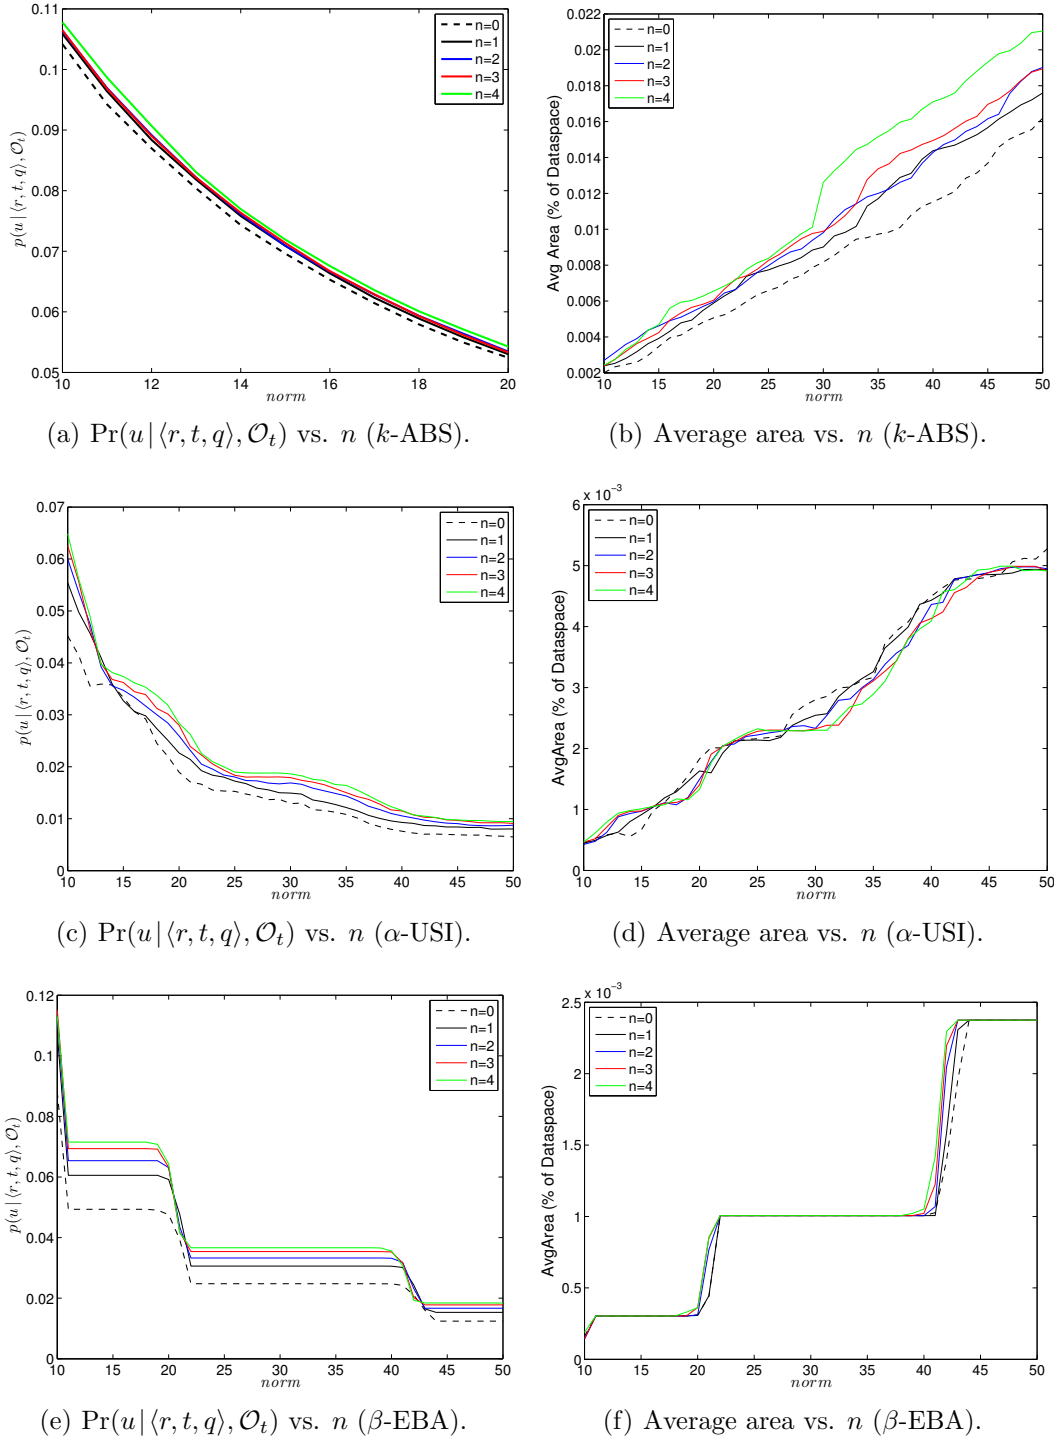 0.11
0.1
0.09
0.08
0.07
0.06
0.05
10 12 14 16 18 20
norm
p(u | ⟨r, t, q⟩, 𝒪t)
n=0
n=1
n=2
n=3
n=4
(a) Pr(u | ⟨r, t, q⟩, 𝒪t) vs. n (k-ABS).
0.022
0.02
0.018
0.016
0.014
0.012
0.01
0.008
0.006
0.004
0.002
10 15 20 25 30 35 40 45 50
norm
Avg Area (% of Dataspace)
n=0
n=1
n=2
n=3
n=4
(b) Average area vs. n (k-ABS).
0.07
0.06
0.05
0.04
0.03
0.02
0.01
0
10 15 20 25 30 35 40 45 50
norm
p(u | ⟨r, t, q⟩, 𝒪t)
n=0
n=1
n=2
n=3
n=4
(c) Pr(u | ⟨r, t, q⟩, 𝒪t) vs. n (α-USI).
x 10⁻³
6
5
4
3
2
1
0
10 15 20 25 30 35 40 45 50
norm
AvgArea (% of Dataspace)
n=0
n=1
n=2
n=3
n=4
(d) Average area vs. n (α-USI).
0.12
0.1
0.08
0.06
0.04
0.02
0
10 15 20 25 30 35 40 45 50
norm
p(u | ⟨r, t, q⟩, 𝒪t)
n=0
n=1
n=2
n=3
n=4
(e) Pr(u | ⟨r, t, q⟩, 𝒪t) vs. n (β-EBA).
x 10⁻³
2.5
2
1.5
1
0.5
0
10 15 20 25 30 35 40 45 50
norm
AvgArea (% of Dataspace)
n=0
n=1
n=2
n=3
n=4
(f) Average area vs. n (β-EBA).